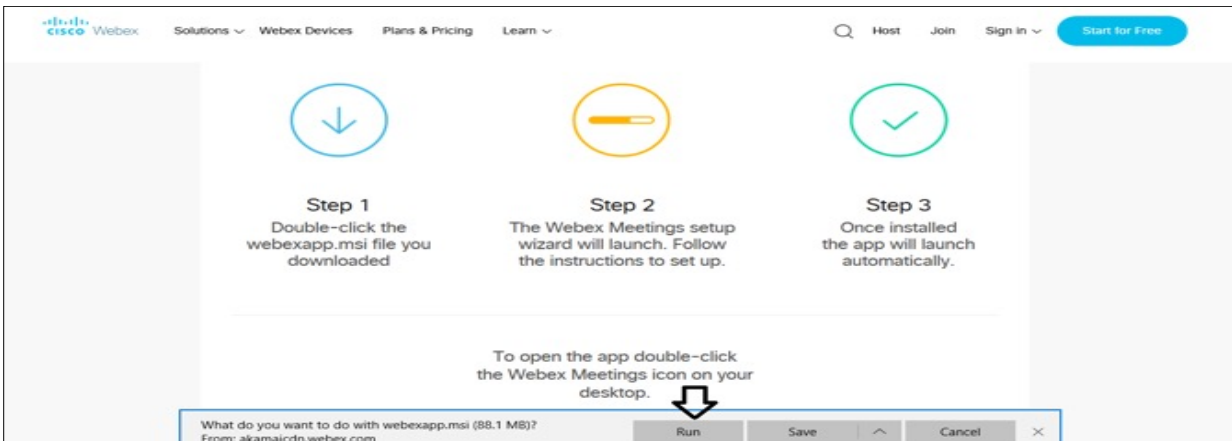 CISCO Webex Solutions Webex Devices Plans & Pricing Learn Host Join Sign in Start for Free
Step 1
Double-click the
webexapp.msi file you
downloaded
Step 2
The Webex Meetings setup
wizard will launch. Follow
the instructions to set up.
Step 3
Once installed
the app will launch
automatically.
To open the app double-click
the Webex Meetings icon on your
desktop.
What do you want to do with webexapp.msi (88.1 MB)?
From: akamaicdn.webex.com
Run Save Cancel